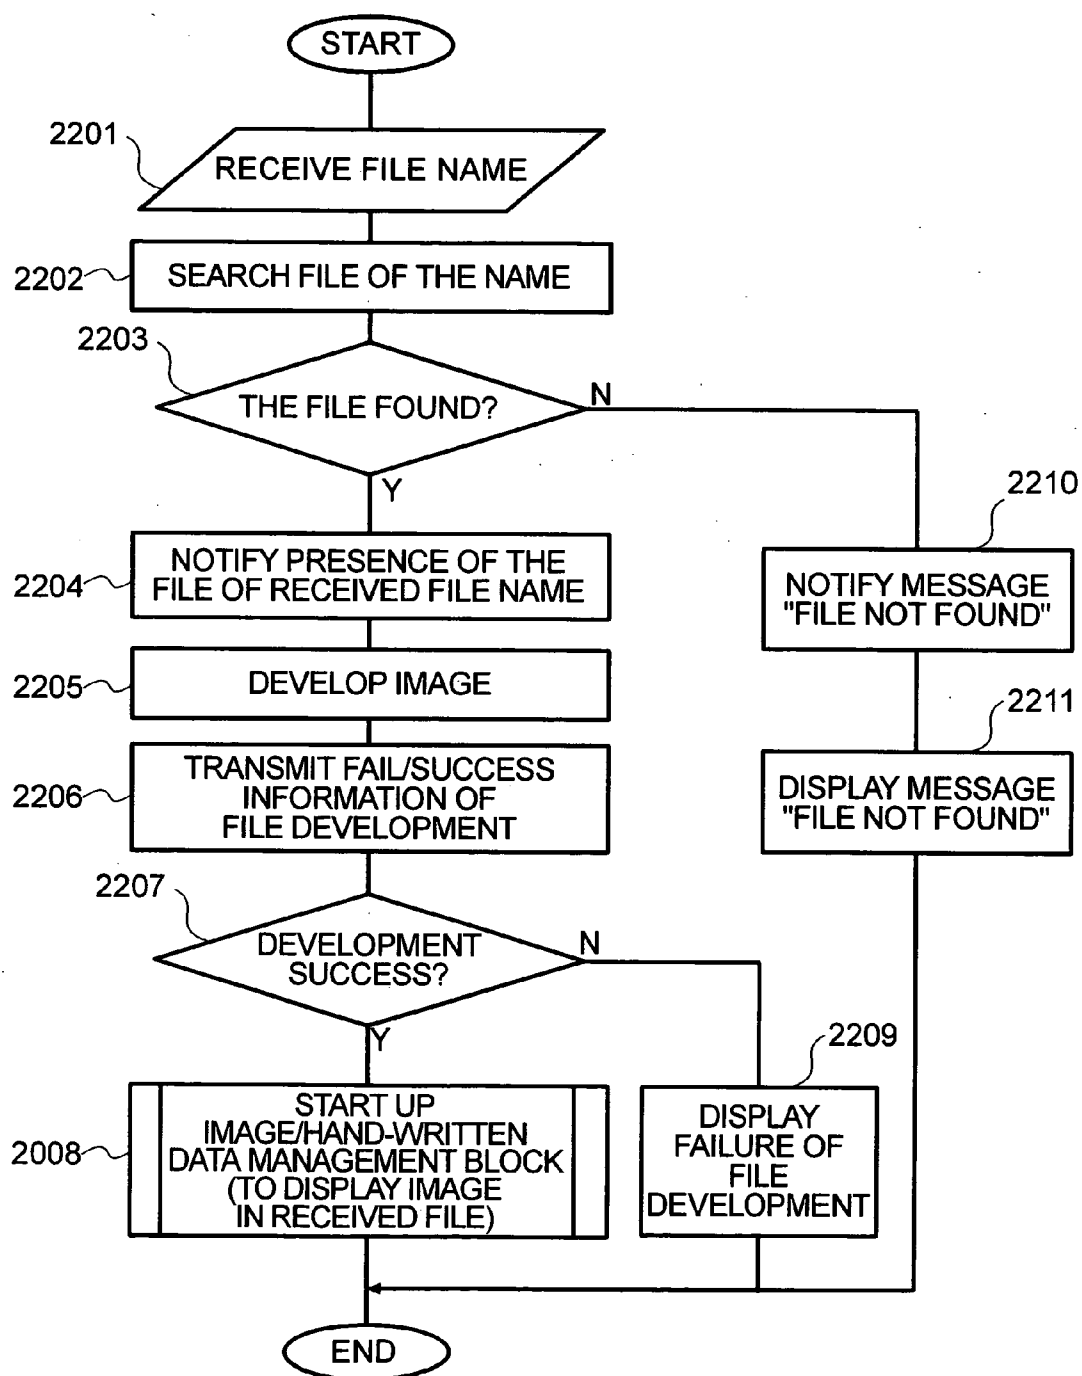 START
2201
RECEIVE FILE NAME
2202
SEARCH FILE OF THE NAME
2203
THE FILE FOUND?
N
Y
2204
NOTIFY PRESENCE OF THE
FILE OF RECEIVED FILE NAME
2210
NOTIFY MESSAGE
"FILE NOT FOUND"
2205
DEVELOP IMAGE
2211
DISPLAY MESSAGE
"FILE NOT FOUND"
2206
TRANSMIT FAIL/SUCCESS
INFORMATION OF
FILE DEVELOPMENT
2207
DEVELOPMENT
SUCCESS?
N
Y
2008
START UP
IMAGE/HAND-WRITTEN
DATA MANAGEMENT BLOCK
(TO DISPLAY IMAGE
IN RECEIVED FILE)
2209
DISPLAY
FAILURE OF
FILE
DEVELOPMENT
END